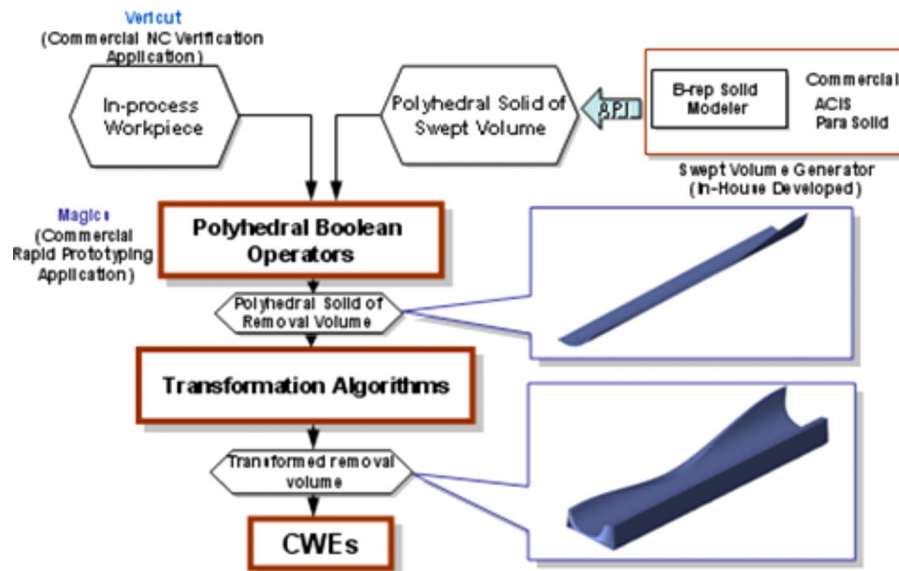 Vericut
(Commercial NC Verification
Application)
In-process
Workpiece
Polyhedral Solid of
Swept Volume
API
B-rep Solid
Modeler
Commercial
ACIS
Para Solid
Swept Volume Generator
(In-House Developed)
Magics
(Commercial
Rapid Prototyping
Application)
Polyhedral Boolean
Operators
Polyhedral Solid of
Removal Volume
Transformation Algorithms
Transformed removal
volume
CWEs